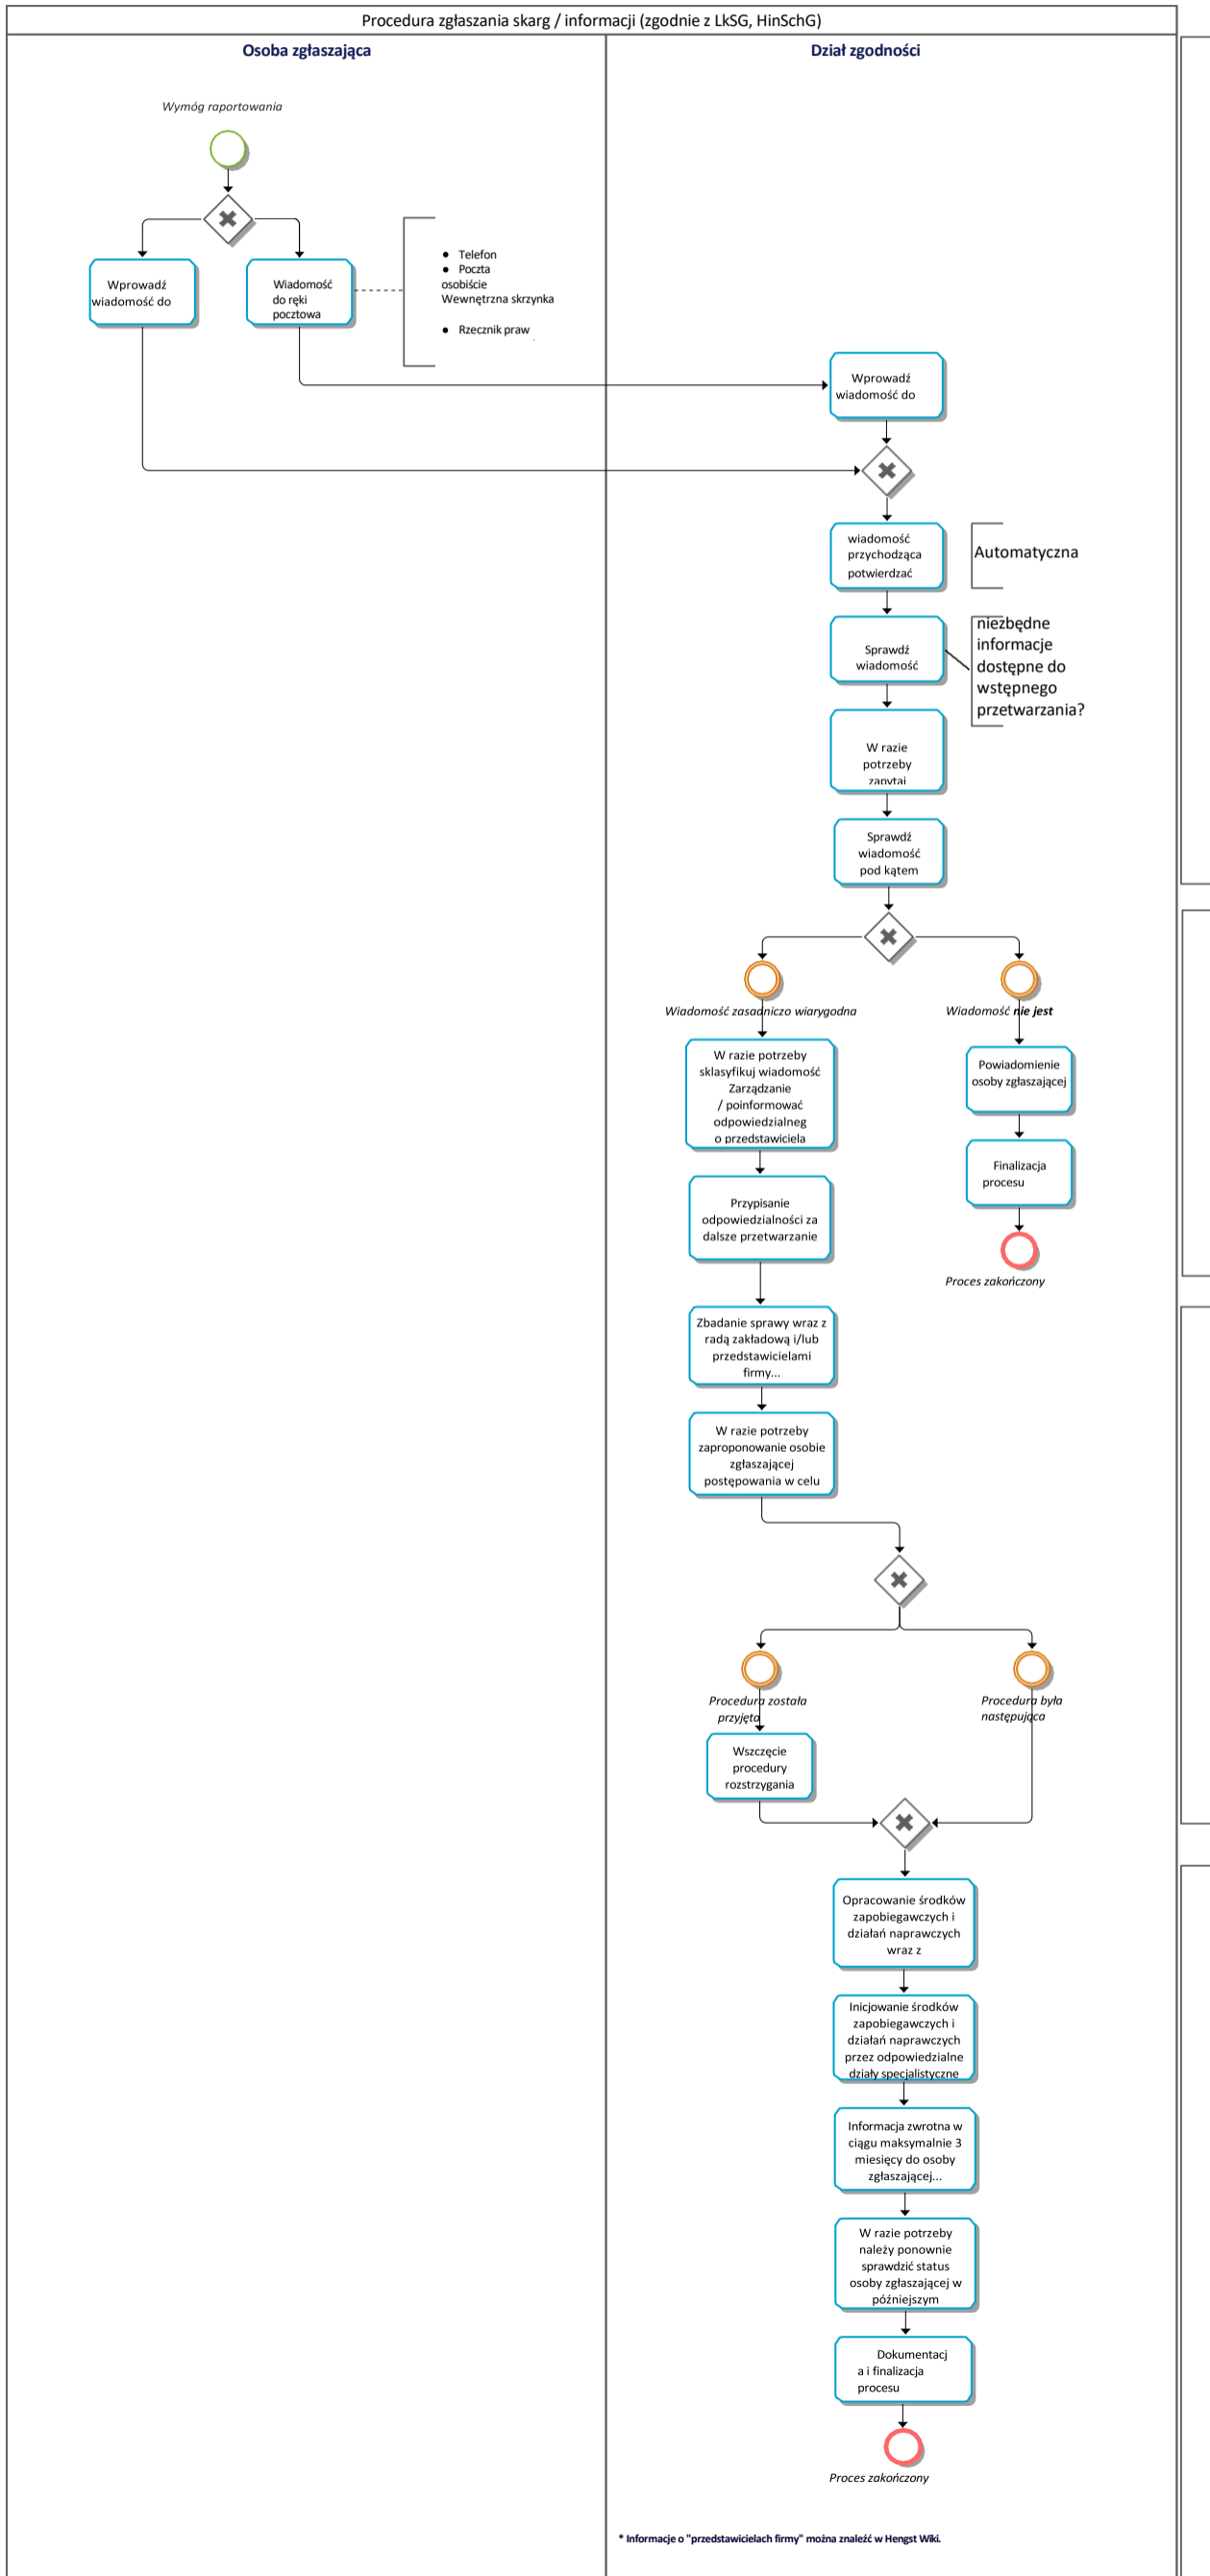 Procedura zgłaszania skarg / informacji (zgodnie z LkSG, HinSchG)
Osoba zgłaszająca
Dział zgodności
Wymóg raportowania
Wprowadź
wiadomość do
Wiadomość
do ręki
pocztowa
● Telefon
● Poczta
osobiście
Wewnętrzna skrzynka
● Rzecznik praw
Wprowadź
wiadomość do
wiadomość
przychodząca
potwierdzać
Automatyczna
Sprawdź
wiadomość
niezbędne
informacje
dostępne do
wstępnego
przetwarzania?
W razie
potrzeby
zapytaj
Sprawdź
wiadomość
pod kątem
Wiadomość zasadniczo wiarygodna
Wiadomość nie jest
W razie potrzeby
sklasyfikuj wiadomość
Zarządzanie
/ poinformować
odpowiedzialneg
o przedstawiciela
Powiadomienie
osoby zgłaszającej
Finalizacja
procesu
Proces zakończony
Przypisanie
odpowiedzialności za
dalsze przetwarzanie
Zbadanie sprawy wraz z
radą zakładową i/lub
przedstawicielami
firmy...
W razie potrzeby
zaproponowanie osobie
zgłaszającej
postępowania w celu
Procedura została
przyjęta
Procedura była
następująca
Wszczęcie
procedury
rozstrzygania
Opracowanie środków
zapobiegawczych i
działań naprawczych
wraz z
Inicjowanie środków
zapobiegawczych i
działań naprawczych
przez odpowiedzialne
działy specjalistyczne
Informacja zwrotna w
ciągu maksymalnie 3
miesięcy do osoby
zgłaszającej...
W razie potrzeby
należy ponownie
sprawdzić status
osoby zgłaszającej w
późniejszym
Dokumentacj
a i finalizacja
procesu
Proces zakończony
* Informacje o "przedstawicielach firmy" można znaleźć w Hengst Wiki.